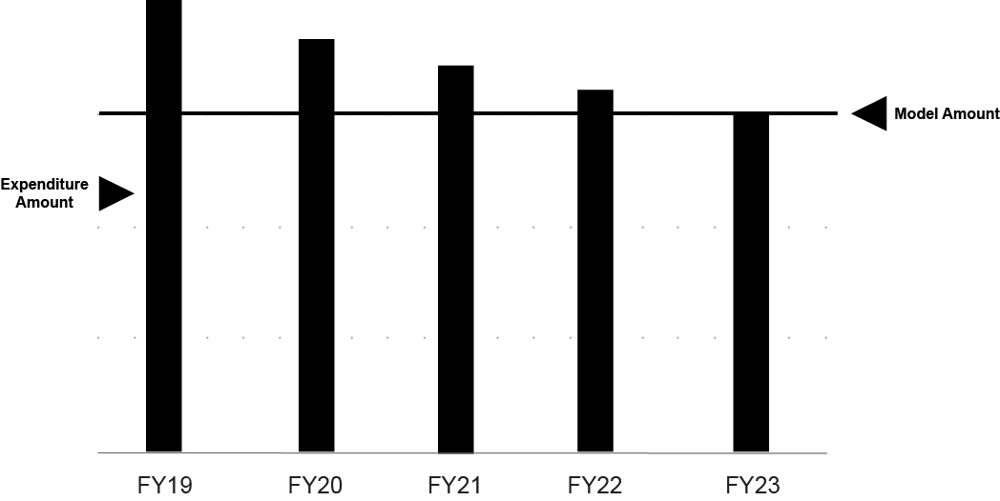 Model Amount
Expenditure
Amount
FY19 FY20 FY21 FY22 FY23